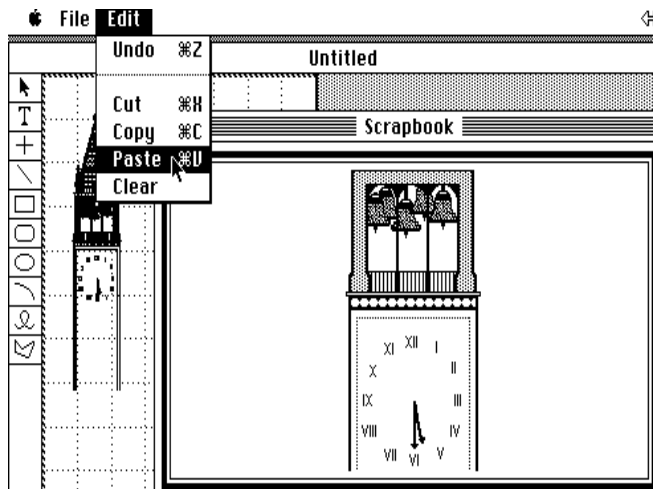 File Edit
Undo ⌘Z
Untitled
Cut ⌘X
Copy ⌘C
Scrapbook
Paste ⌘V
Clear
T
XII
XI I
X II
IX III
VIII IV
VII VI V